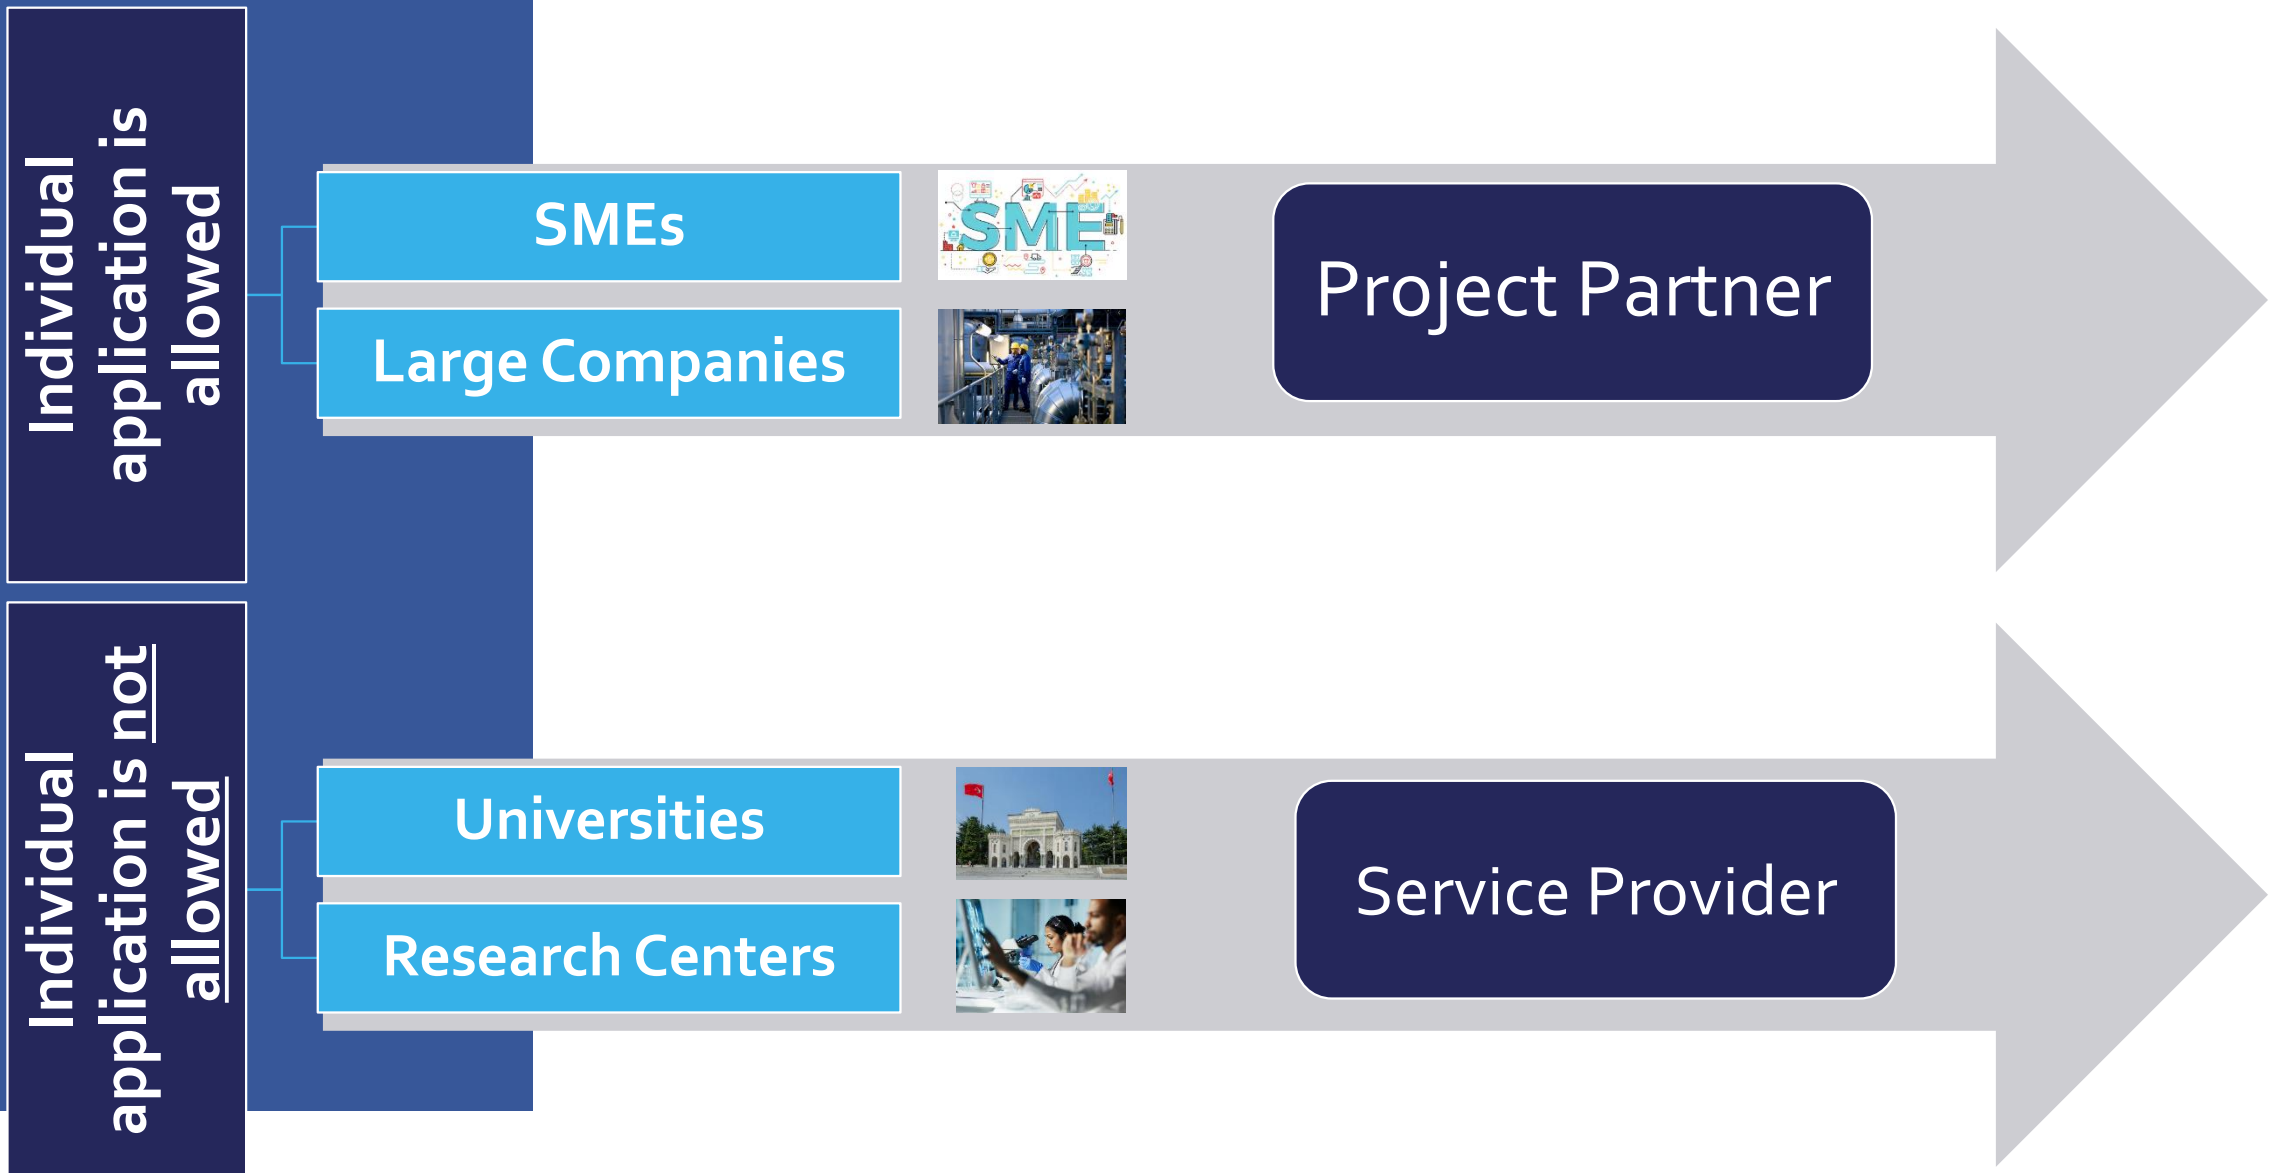 Individual
application is
allowed
SMEs
SME
Large Companies
Project Partner
Individual
application is not
allowed
Universities
Research Centers
Service Provider